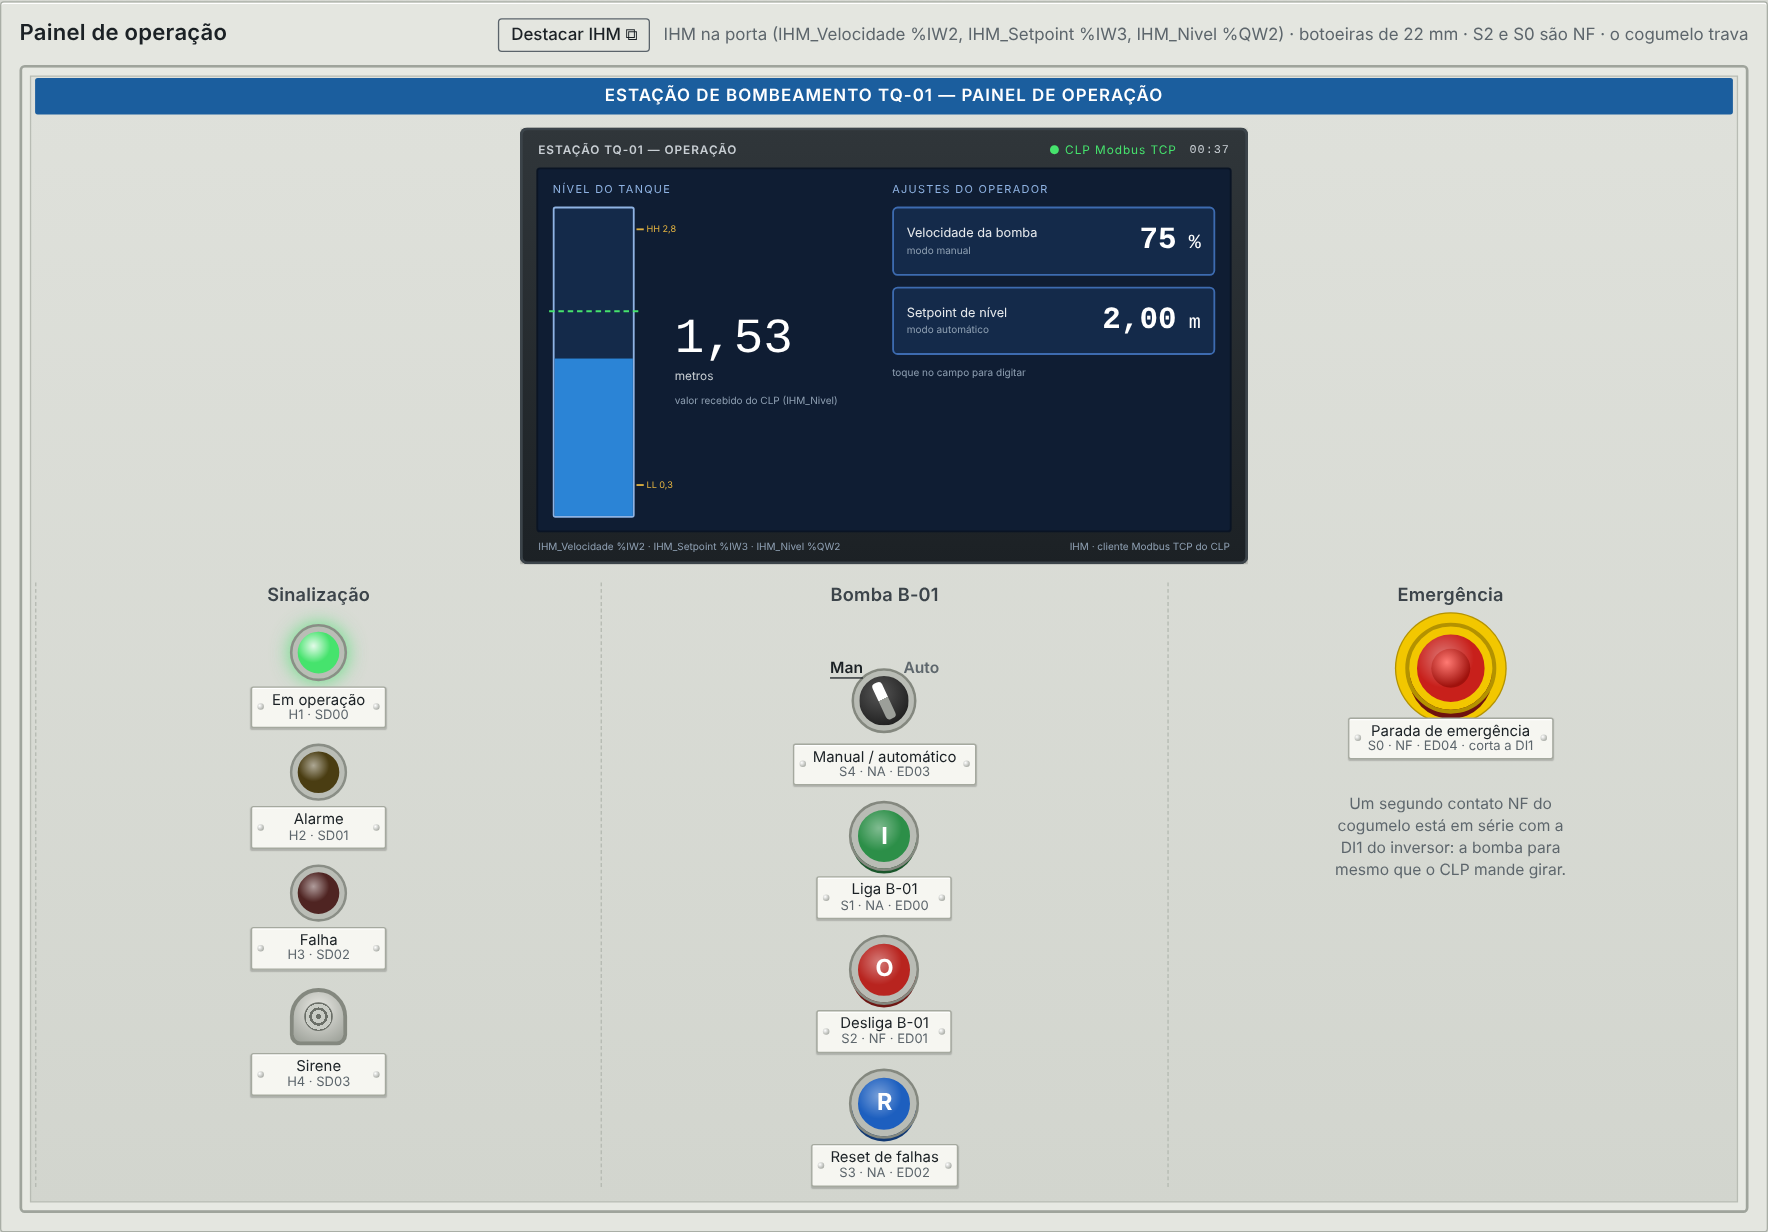 Painel de operação
Destacar IHM ⧉
IHM na porta (IHM_Velocidade %IW2, IHM_Setpoint %IW3, IHM_Nivel %QW2) · botoeiras de 22 mm · S2 e S0 são NF · o cogumelo trava
ESTAÇÃO DE BOMBEAMENTO TQ-01 — PAINEL DE OPERAÇÃO
ESTAÇÃO TQ-01 — OPERAÇÃO
CLP Modbus TCP 00:37
NÍVEL DO TANQUE
HH 2,8
1,53
metros
valor recebido do CLP (IHM_Nivel)
LL 0,3
AJUSTES DO OPERADOR
Velocidade da bomba
modo manual
75 %
Setpoint de nível
modo automático
2,00 m
toque no campo para digitar
IHM_Velocidade %IW2 · IHM_Setpoint %IW3 · IHM_Nivel %QW2
IHM · cliente Modbus TCP do CLP
Sinalização
Em operação
H1 · SD00
Alarme
H2 · SD01
Falha
H3 · SD02
Sirene
H4 · SD03
Bomba B-01
Man Auto
Manual / automático
S4 · NA · ED03
I
Liga B-01
S1 · NA · ED00
O
Desliga B-01
S2 · NF · ED01
R
Reset de falhas
S3 · NA · ED02
Emergência
Parada de emergência
S0 · NF · ED04 · corta a DI1
Um segundo contato NF do
cogumelo está em série com a
DI1 do inversor: a bomba para
mesmo que o CLP mande girar.